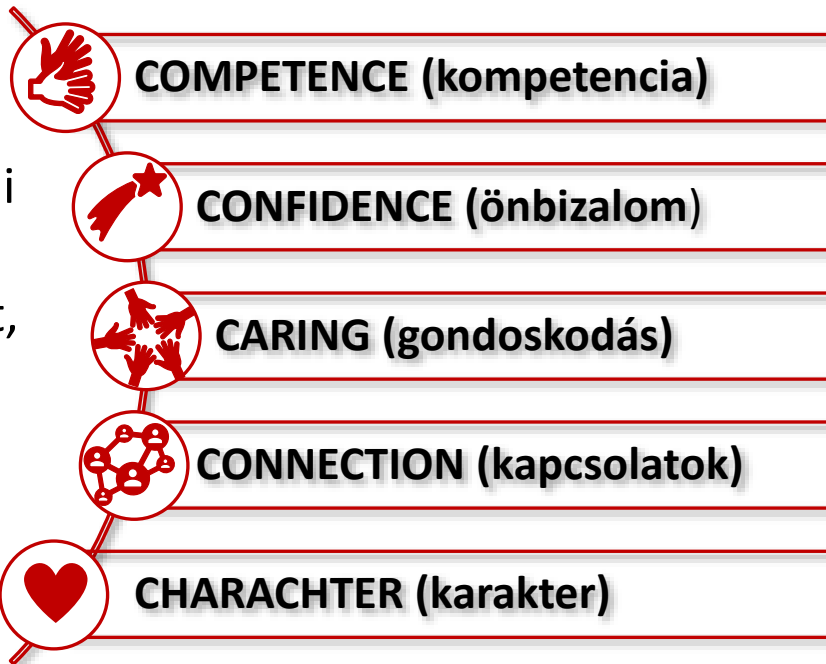 COMPETENCE (kompetencia)
i
CONFIDENCE (önbizalom)
t,
CARING (gondoskodás)
CONNECTION (kapcsolatok)
CHARACHTER (karakter)